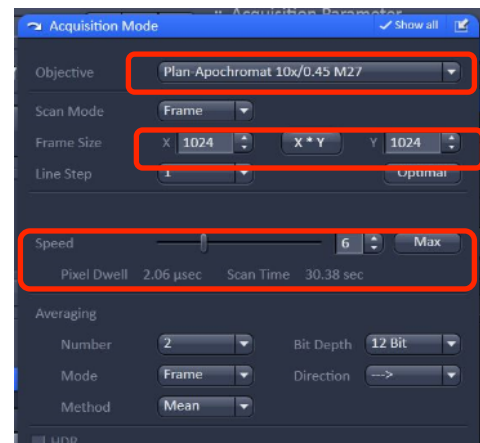 Acquisition Parameter
Acquisition Mode Show all
Objective Plan-Apochromat 10x/0.45 M27
Scan Mode Frame
Frame Size X 1024 X * Y Y 1024
Line Step 1 Optimal
Speed 6 Max
Pixel Dwell 2.06 µsec Scan Time 30.38 sec
Averaging
Number 2 Bit Depth 12 Bit
Mode Frame Direction --->
Method Mean
HDR